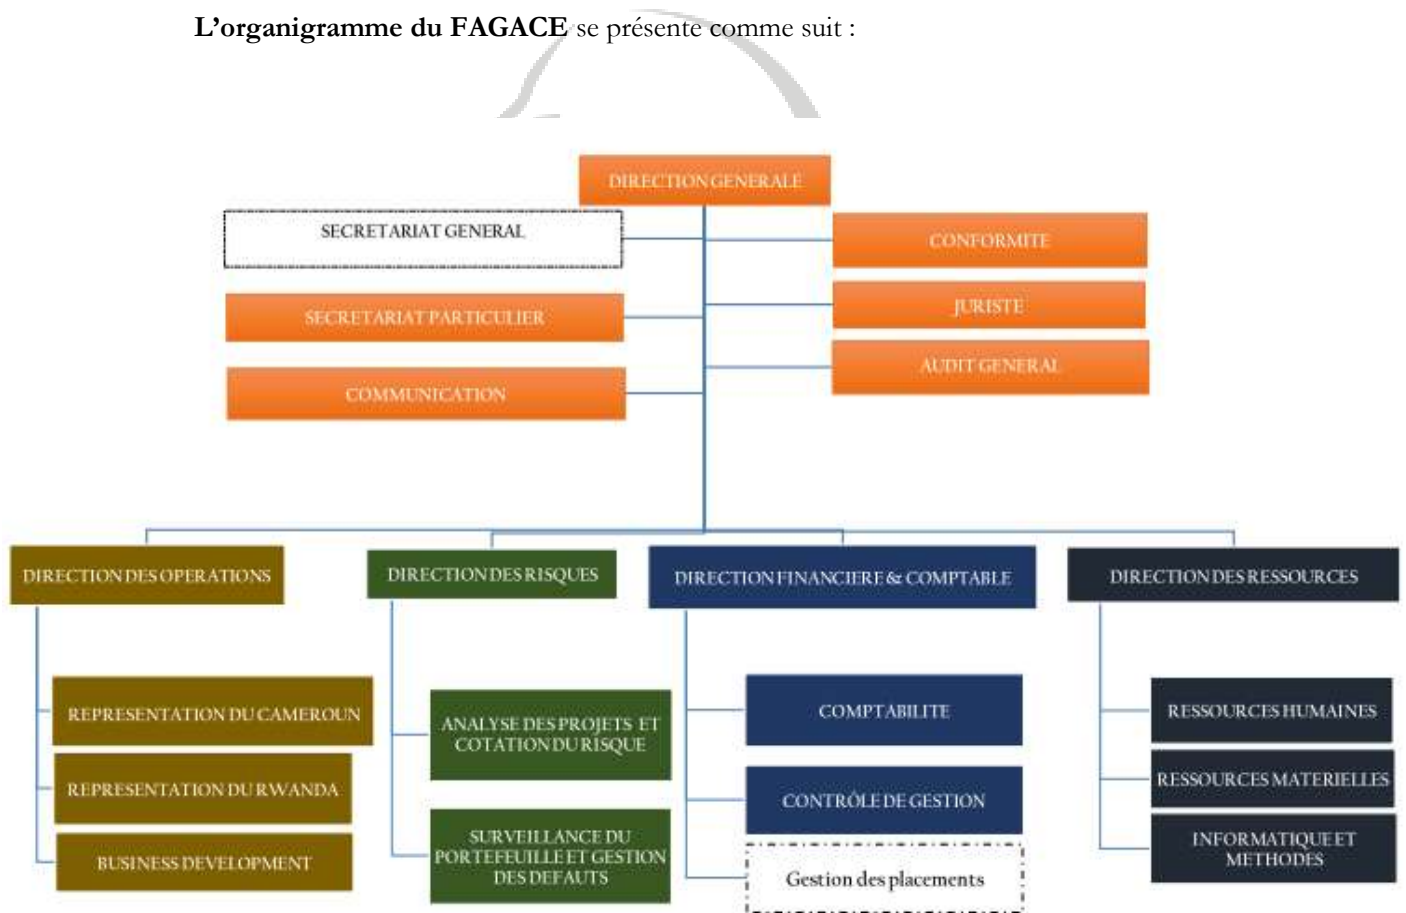 L’organigramme du FAGACE se présente comme suit :
DIRECTION GENERALE
SECRETARIAT GENERAL
CONFORMITE
SECRETARIAT PARTICULIER
JURISTE
COMMUNICATION
AUDIT GENERAL
DIRECTION DES OPERATIONS
REPRESENTATION DU CAMEROUN
REPRESENTATION DU RWANDA
BUSINESS DEVELOPMENT
DIRECTION DES RISQUES
ANALYSE DES PROJETS ET
COTATION DU RISQUE
SURVEILLANCE DU
PORTEFEUILLE ET GESTION
DES DEFAUTS
DIRECTION FINANCIERE & COMPTABLE
COMPTABILITE
CONTRÔLE DE GESTION
Gestion des placements
DIRECTION DES RESSOURCES
RESSOURCES HUMAINES
RESSOURCES MATERIELLES
INFORMATIQUE ET
METHODES